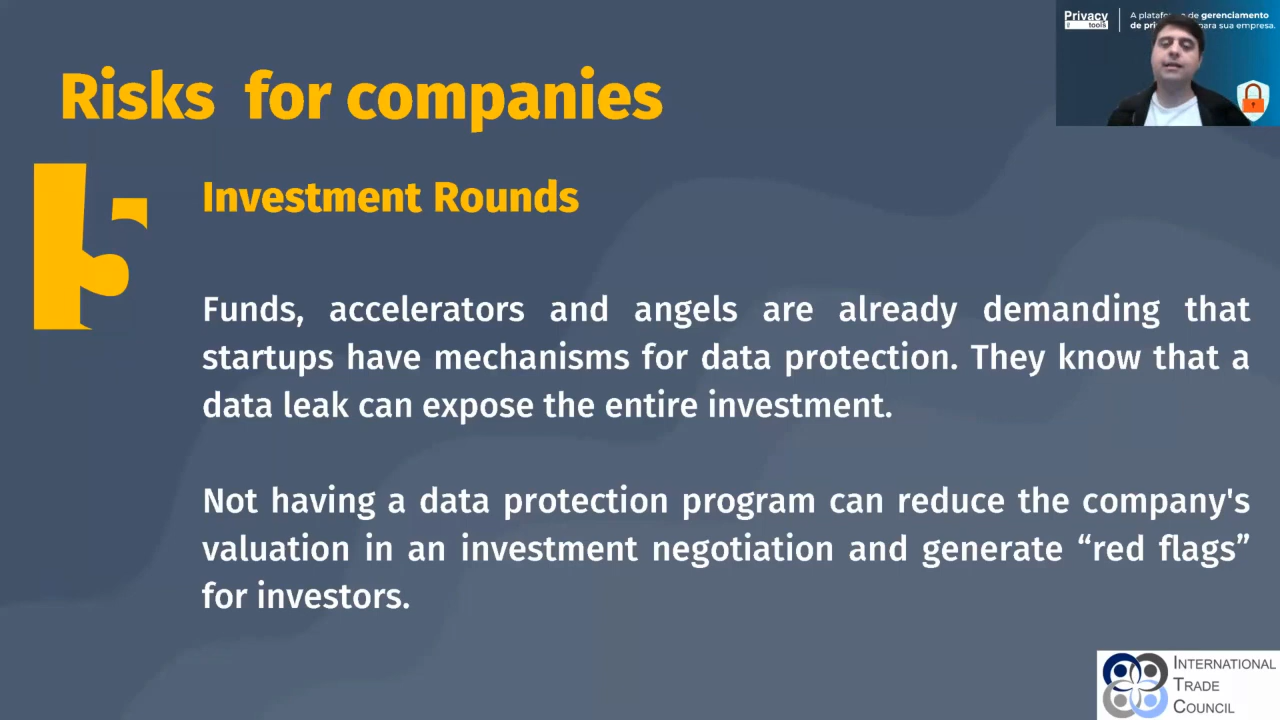 Risks for companies
Privacy
tools
A plataforma de gerenciamento
de para sua empresa.
5
Investment Rounds
Funds, accelerators and angels are already demanding that
startups have mechanisms for data protection. They know that a
data leak can expose the entire investment.
Not having a data protection program can reduce the company's
valuation in an investment negotiation and generate “red flags”
for investors.
INTERNATIONAL
TRADE
COUNCIL